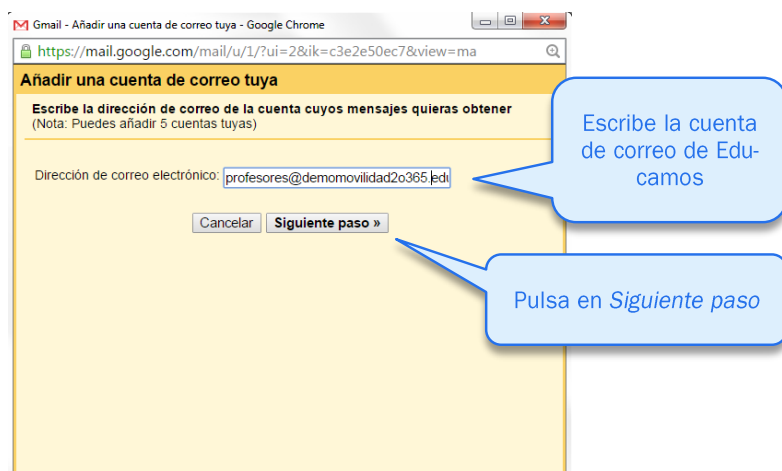 Gmail - Añadir una cuenta de correo tuya - Google Chrome
https://mail.google.com/mail/u/1/?ui=2&ik=c3e2e50ec7&view=ma
Añadir una cuenta de correo tuya
Escribe la dirección de correo de la cuenta cuyos mensajes quieras obtener
(Nota: Puedes añadir 5 cuentas tuyas)
Dirección de correo electrónico: profesores@demomovilidad2o365.edu
Cancelar Siguiente paso »
Escribe la cuenta
de correo de Edu-
camos
Pulsa en Siguiente paso